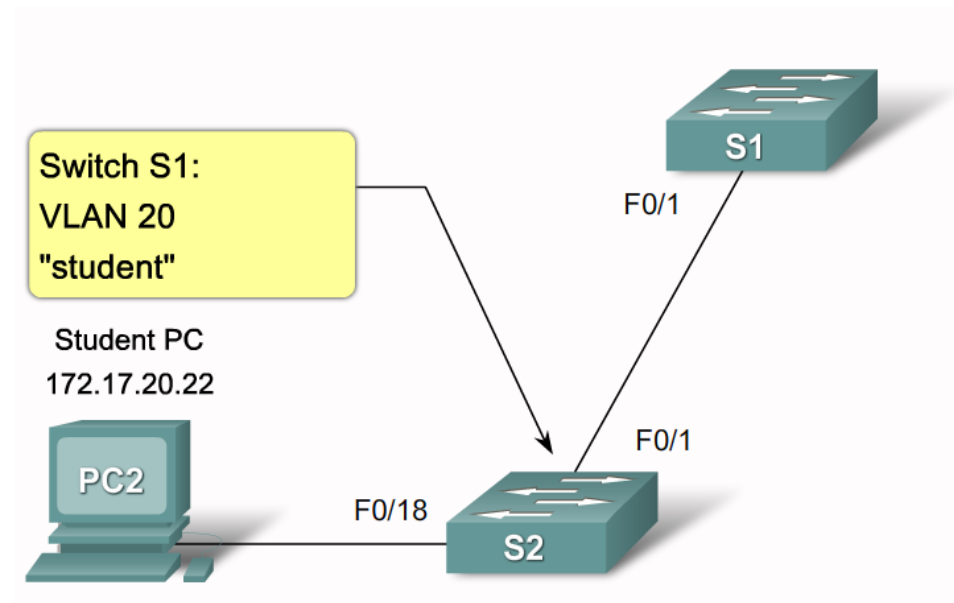 Switch S1:
VLAN 20
"student"
S1
F0/1
Student PC
172.17.20.22
F0/1
PC2
F0/18
S2